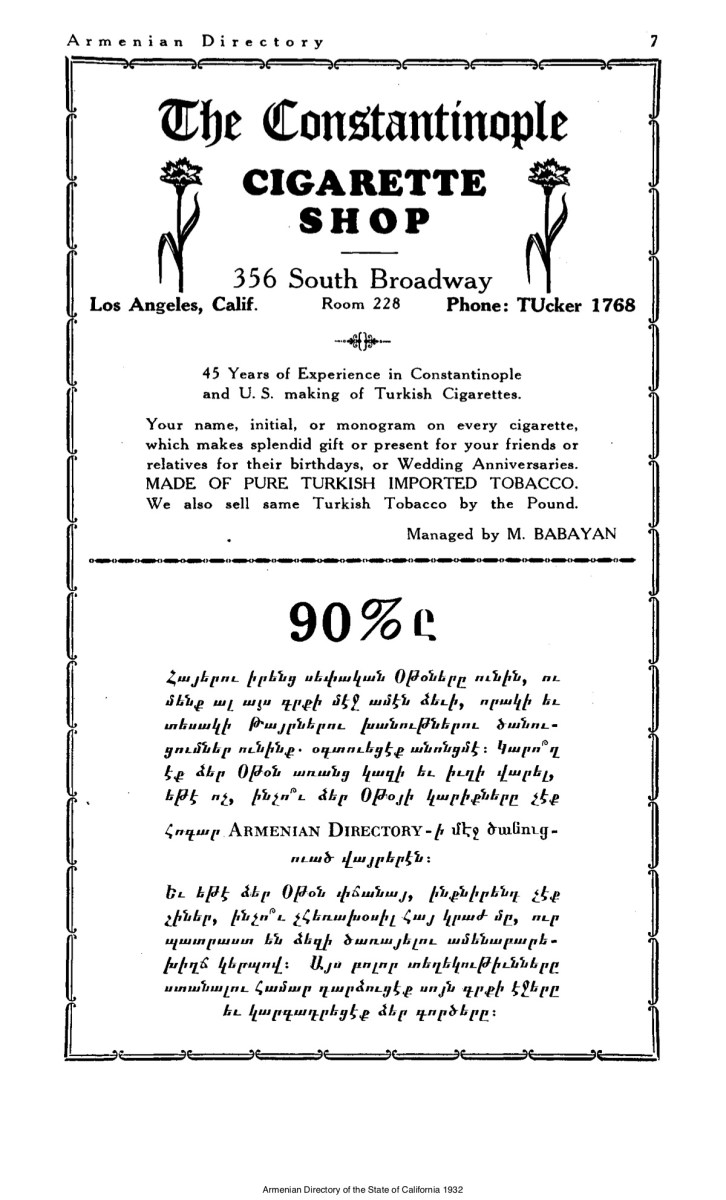 Armenian Directory 7
The Constantinople
CIGARETTE
SHOP
356 South Broadway
Los Angeles, Calif. Room 228 Phone: TUcker 1768
45 Years of Experience in Constantinople
and U. S. making of Turkish Cigarettes.
Your name, initial, or monogram on every cigarette,
which makes splendid gift or present for your friends or
relatives for their birthdays, or Wedding Anniversaries.
MADE OF PURE TURKISH IMPORTED TOBACCO.
We also sell same Turkish Tobacco by the Pound.
Managed by M. BABAYAN
90% Ը
Հայերու իրենց սեփական Օթօները ունին, ու
մենք ալ այս գրքի մէջ ամէն ձեւի, որակի եւ
տեսակի Թայրներու խանութներու ծանու-
ցումներ ունինք. օգտուեցէք անոնցմէ: Կարո՞ղ
էք ձեր Օթօն առանց կազի եւ իւղի վարել,
եթէ ոչ, ինչո՞ւ ձեր Օթօյի կարիքները չէք
հոգար ARMENIAN DIRECTORY-ի մէջ ծանուց-
ուած վայրերէն:
Եւ եթէ ձեր Օթօն փճանայ, ինքնիրենդ չէք
շիներ, ինչո՞ւ չհեռախօսիլ հայ կրաժ մը, ուր
պատրաստ են ձեզի ծառայելու ամենաբարե-
խիղճ կերպով: Այս բոլոր տեղեկութիւնները
ստանալու համար դարձուցէք սոյն գրքի էջերը
եւ կարգադրեցէք ձեր գործերը:
Armenian Directory of the State of California 1932